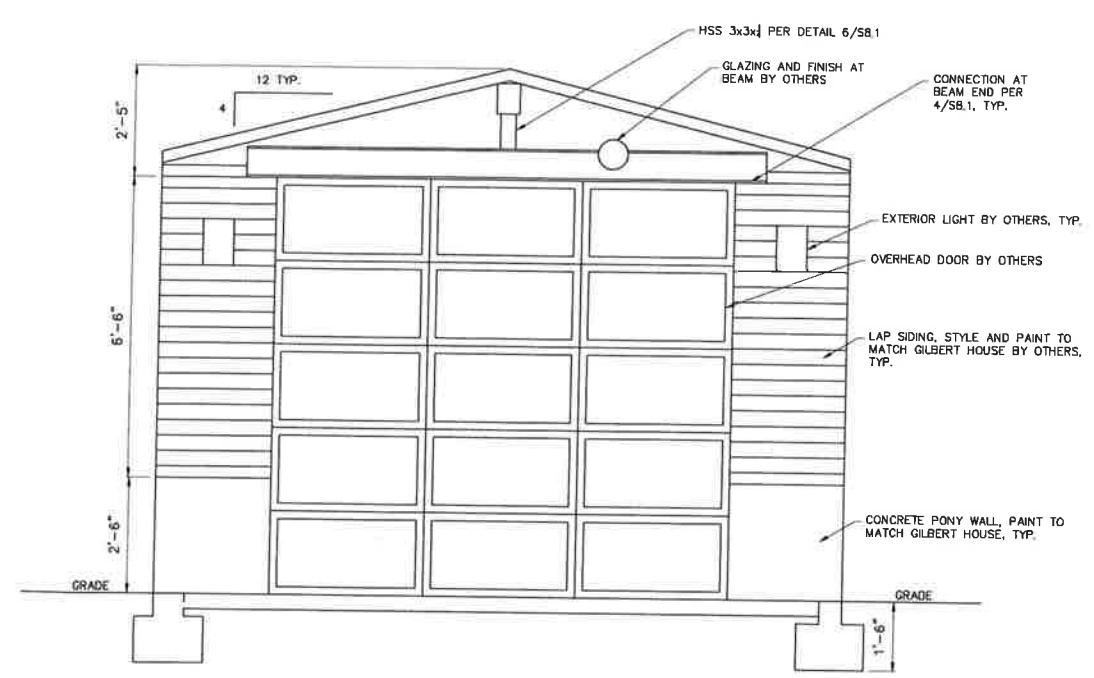 HSS 3x3x¼ PER DETAIL 6/S8.1
GLAZING AND FINISH AT
BEAM BY OTHERS
CONNECTION AT
BEAM END PER
4/S8.1, TYP.
12 TYP.
4
2'-5"
EXTERIOR LIGHT BY OTHERS, TYP.
OVERHEAD DOOR BY OTHERS
6'-6"
LAP SIDING, STYLE AND PAINT TO
MATCH GILBERT HOUSE BY OTHERS,
TYP.
2'-6"
CONCRETE PONY WALL, PAINT TO
MATCH GILBERT HOUSE, TYP.
GRADE
GRADE
1'-6"